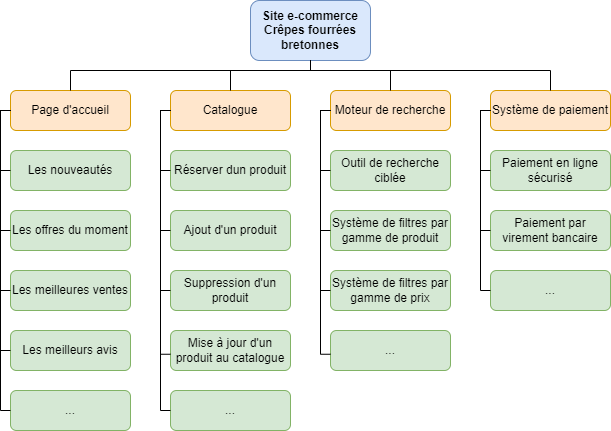 Site e-commerce
Crêpes fourrées
bretonnes
Page d'accueil
Les nouveautés
Les offres du moment
Les meilleures ventes
Les meilleurs avis
...
Catalogue
Réserver dun produit
Ajout d'un produit
Suppression d'un
produit
Mise à jour d'un
produit au catalogue
...
Moteur de recherche
Outil de recherche
ciblée
Système de filtres par
gamme de produit
Système de filtres par
gamme de prix
...
Système de paiement
Paiement en ligne
sécurisé
Paiement par
virement bancaire
...